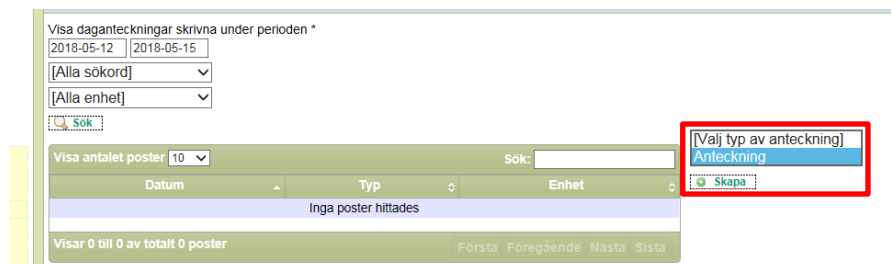 Visa daganteckningar skrivna under perioden *
2018-05-12 2018-05-15
[Alla sökord]
[Alla enhet]
Sök
Visa antalet poster 10 Sök:
Datum Typ Enhet
Inga poster hittades
Visar 0 till 0 av totalt 0 poster Första Föregående Nästa Sista
[Valj typ av anteckning]
Anteckning
Skapa